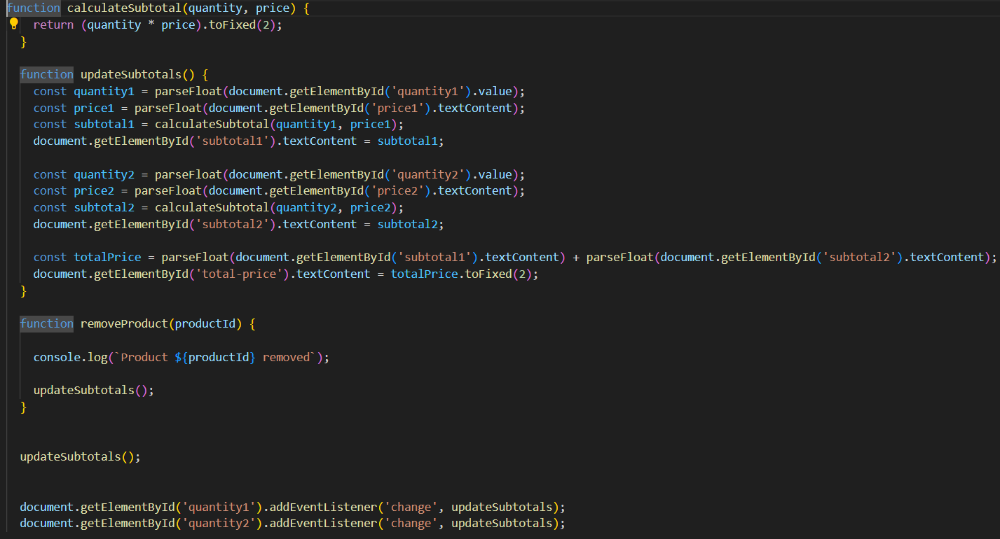 function calculateSubtotal(quantity, price) {
return (quantity * price).toFixed(2);
}
function updateSubtotals() {
const quantity1 = parseFloat(document.getElementById('quantity1').value);
const price1 = parseFloat(document.getElementById('price1').textContent);
const subtotal1 = calculateSubtotal(quantity1, price1);
document.getElementById('subtotal1').textContent = subtotal1;
const quantity2 = parseFloat(document.getElementById('quantity2').value);
const price2 = parseFloat(document.getElementById('price2').textContent);
const subtotal2 = calculateSubtotal(quantity2, price2);
document.getElementById('subtotal2').textContent = subtotal2;
const totalPrice = parseFloat(document.getElementById('subtotal1').textContent) + parseFloat(document.getElementById('subtotal2').textContent);
document.getElementById('total-price').textContent = totalPrice.toFixed(2);
}
function removeProduct(productId) {
console.log(`Product ${productId} removed`);
updateSubtotals();
}
updateSubtotals();
document.getElementById('quantity1').addEventListener('change', updateSubtotals);
document.getElementById('quantity2').addEventListener('change', updateSubtotals);